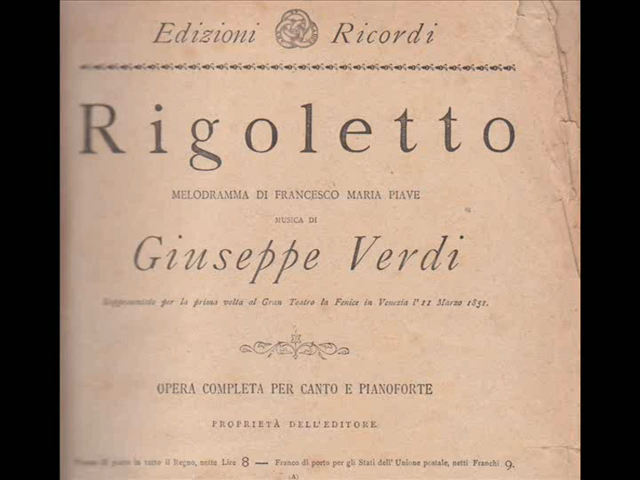 Edizioni Ricordi
Rigoletto
MELODRAMMA DI FRANCESCO MARIA PIAVE
MUSICA DI
Giuseppe Verdi
Rappresentato per la prima volta al Gran Teatro la Fenice in Venezia l' 11 Marzo 1851.
OPERA COMPLETA PER CANTO E PIANOFORTE
PROPRIETÀ DELL'EDITORE.
di porto in tutto il Regno, nette Lire 8 — Franco di porto per gli Stati dell' Unione postale, netti Franchi 9.
(A)